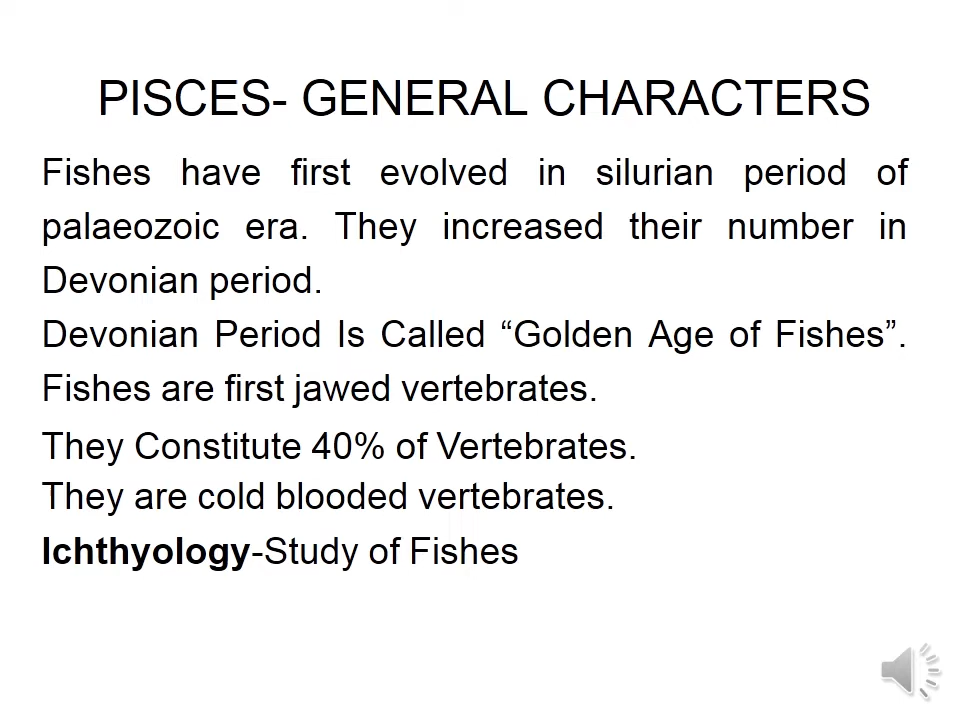 PISCES- GENERAL CHARACTERS
Fishes have first evolved in silurian period of
palaeozoic era. They increased their number in
Devonian period.
Devonian Period Is Called “Golden Age of Fishes”.
Fishes are first jawed vertebrates.
They Constitute 40% of Vertebrates.
They are cold blooded vertebrates.
Ichthyology-Study of Fishes